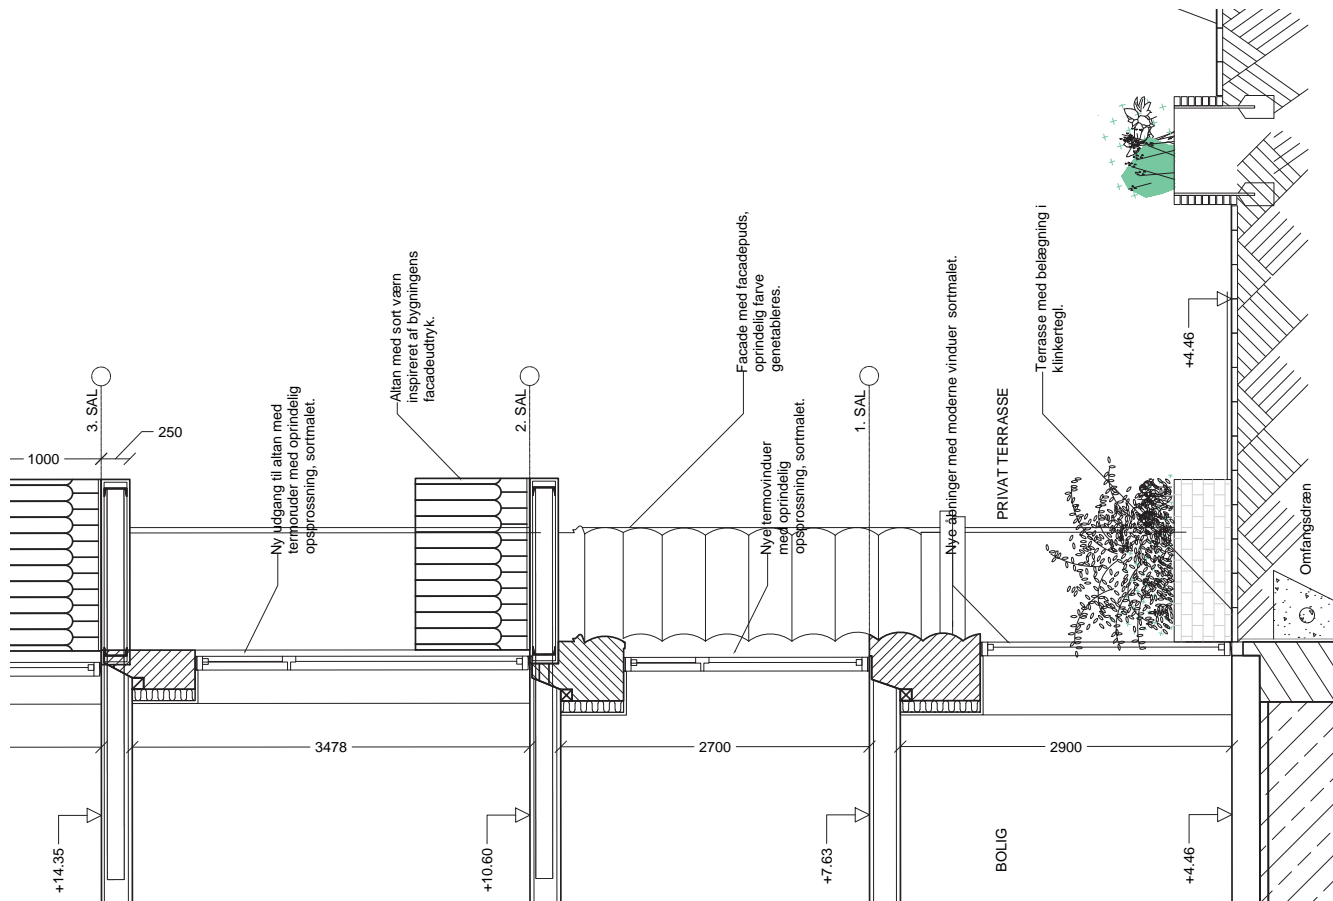 3. SAL
250
1000
Ny udgang til altan med
termoruder med oprindelig
opsprossning, sortmalet.
Altan med sort værn
inspireret af bygningens
facadeudtryk.
2. SAL
Facade med facadepuds,
oprindelig farve
genetableres.
Nye temovinduer
med oprindelig
opsprossning, sortmalet.
1. SAL
Nye åbninger med moderne vinduer sortmalet.
PRIVAT TERRASSE
Terrasse med belægning i
klinkertegl.
+4.46
Omfangsdræn
3478
2700
2900
+14.35
+10.60
+7.63
BOLIG
+4.46